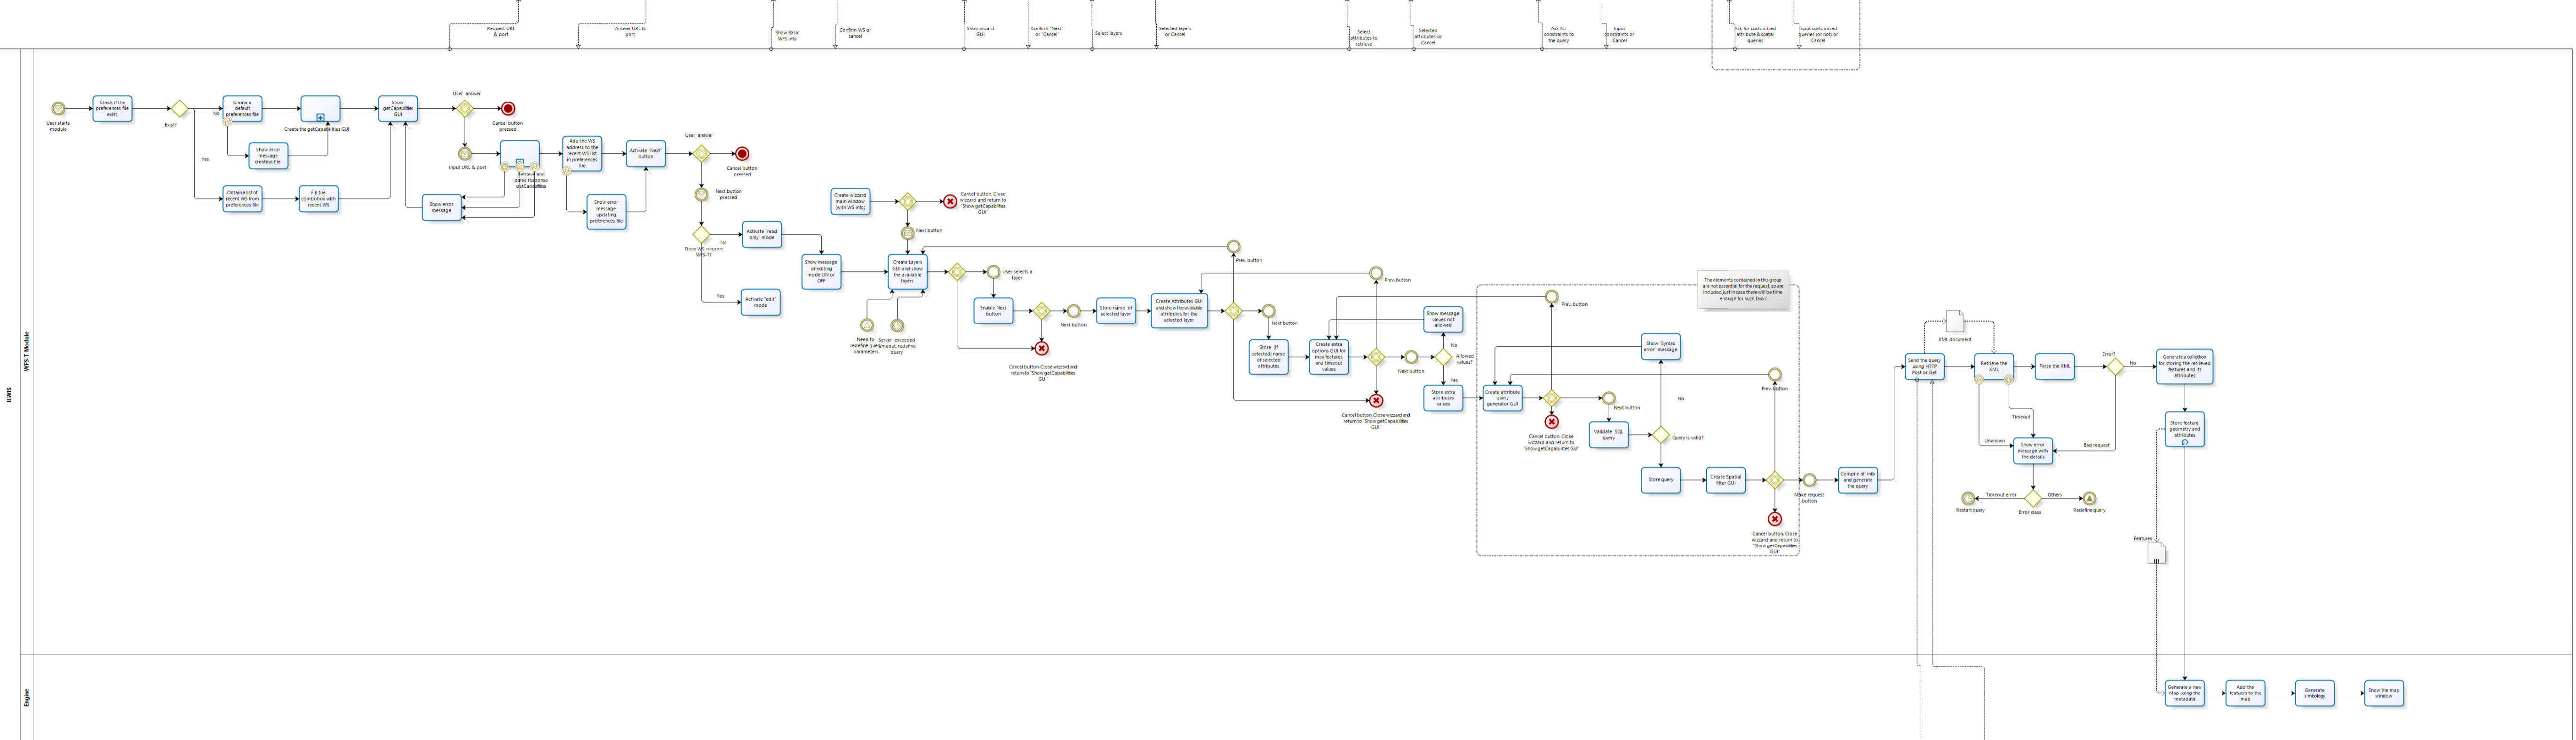 Request URL
& port
Answer URL &
port
Show Basic
WFS info
Confirm WS or
cancel
Show wizard
GUI
Confirm "Next"
or "Cancel"
Select layers
Selected layers
or Cancel
Select
attributes to
retrieve
Selected
attributes or
Cancel
Ask for
constraints to
the query
Input
constraints or
Cancel
Ask for customized
attribute & spatial
queries
Input customized
queries (or not) or
Cancel
ILWIS
WFS-T Module
User starts
module
Check if the
preferences file
exist
Exist?
No
Yes
Create a
default
preferences file
Show error
message
creating file.
Create the getCapabilities GUI
Obtain a list of
recent WS from
preferences file
Fill the
combobox with
recent WS
Show
getCapabilities
GUI
User answer
Cancel button
pressed
Input URL & port
Retrieve and
parse response
getCapabilities
Show error
message
Add the WS
address to the
recent WS list
in preferences
file
Show error
message
updating
preferences file
Activate "Next"
button
User answer
Cancel button
pressed
Next button
pressed
Does WS support
WFS-T?
No
Yes
Activate "read
only" mode
Activate "edit"
mode
Show message
of editing
mode ON or
OFF
Create wizzard
main window
(with WS info)
Cancel button. Close
wizzard and return to
"Show getCapabilities
GUI"
Next button
Create Layers
GUI and show
the available
layers
Need to
redefine query
parameters
Server exceeded
timeout, redefine
query
User selects a
layer
Enable Next
button
Next button
Cancel button. Close wizzard and
return to "Show getCapabilities
GUI"
Store name of
selected layer
Create Attributes GUI
and show the available
attributes for the
selected layer
Prev. button
Next button
Store (if
selected) name
of selected
attributes
Create extra
options GUI for
max features
and timeout
values
Prev. button
Next button
Cancel button. Close wizzard and
return to "Show getCapabilities
GUI"
Show message
values not
allowed
No
Allowed
values?
Yes
Store extra
attributes
values
The elements contained in this group
are not essential for the request, so are
included just in case there will be time
enough for such tasks
Create attribute
query
generator GUI
Prev. button
Next button
Cancel button. Close
wizzard and return to
"Show getCapabilities GUI"
Validate SQL
query
Show "Syntax
error" message
No
Query is valid?
Store query
Create Spatial
filter GUI
Prev. button
Make request
button
Cancel button. Close
wizzard and return to
"Show getCapabilities
GUI"
Compile all info
and generate
the query
Send the query
using HTTP
Post or Get
XML document
Retrieve the
XML
Parse the XML
Error?
No
Timeout
Unknown
Bad request
Show error
message with
the details
Timeout error
Others
Restart query
Error class
Redefine query
Generate a collection
for storing the retrieved
features and its
attributes
Store feature
geometry and
attributes
Features
Engine
Generate a new
Map using the
metadata
Add the
features to the
map
Generate
simbology
Show the map
window